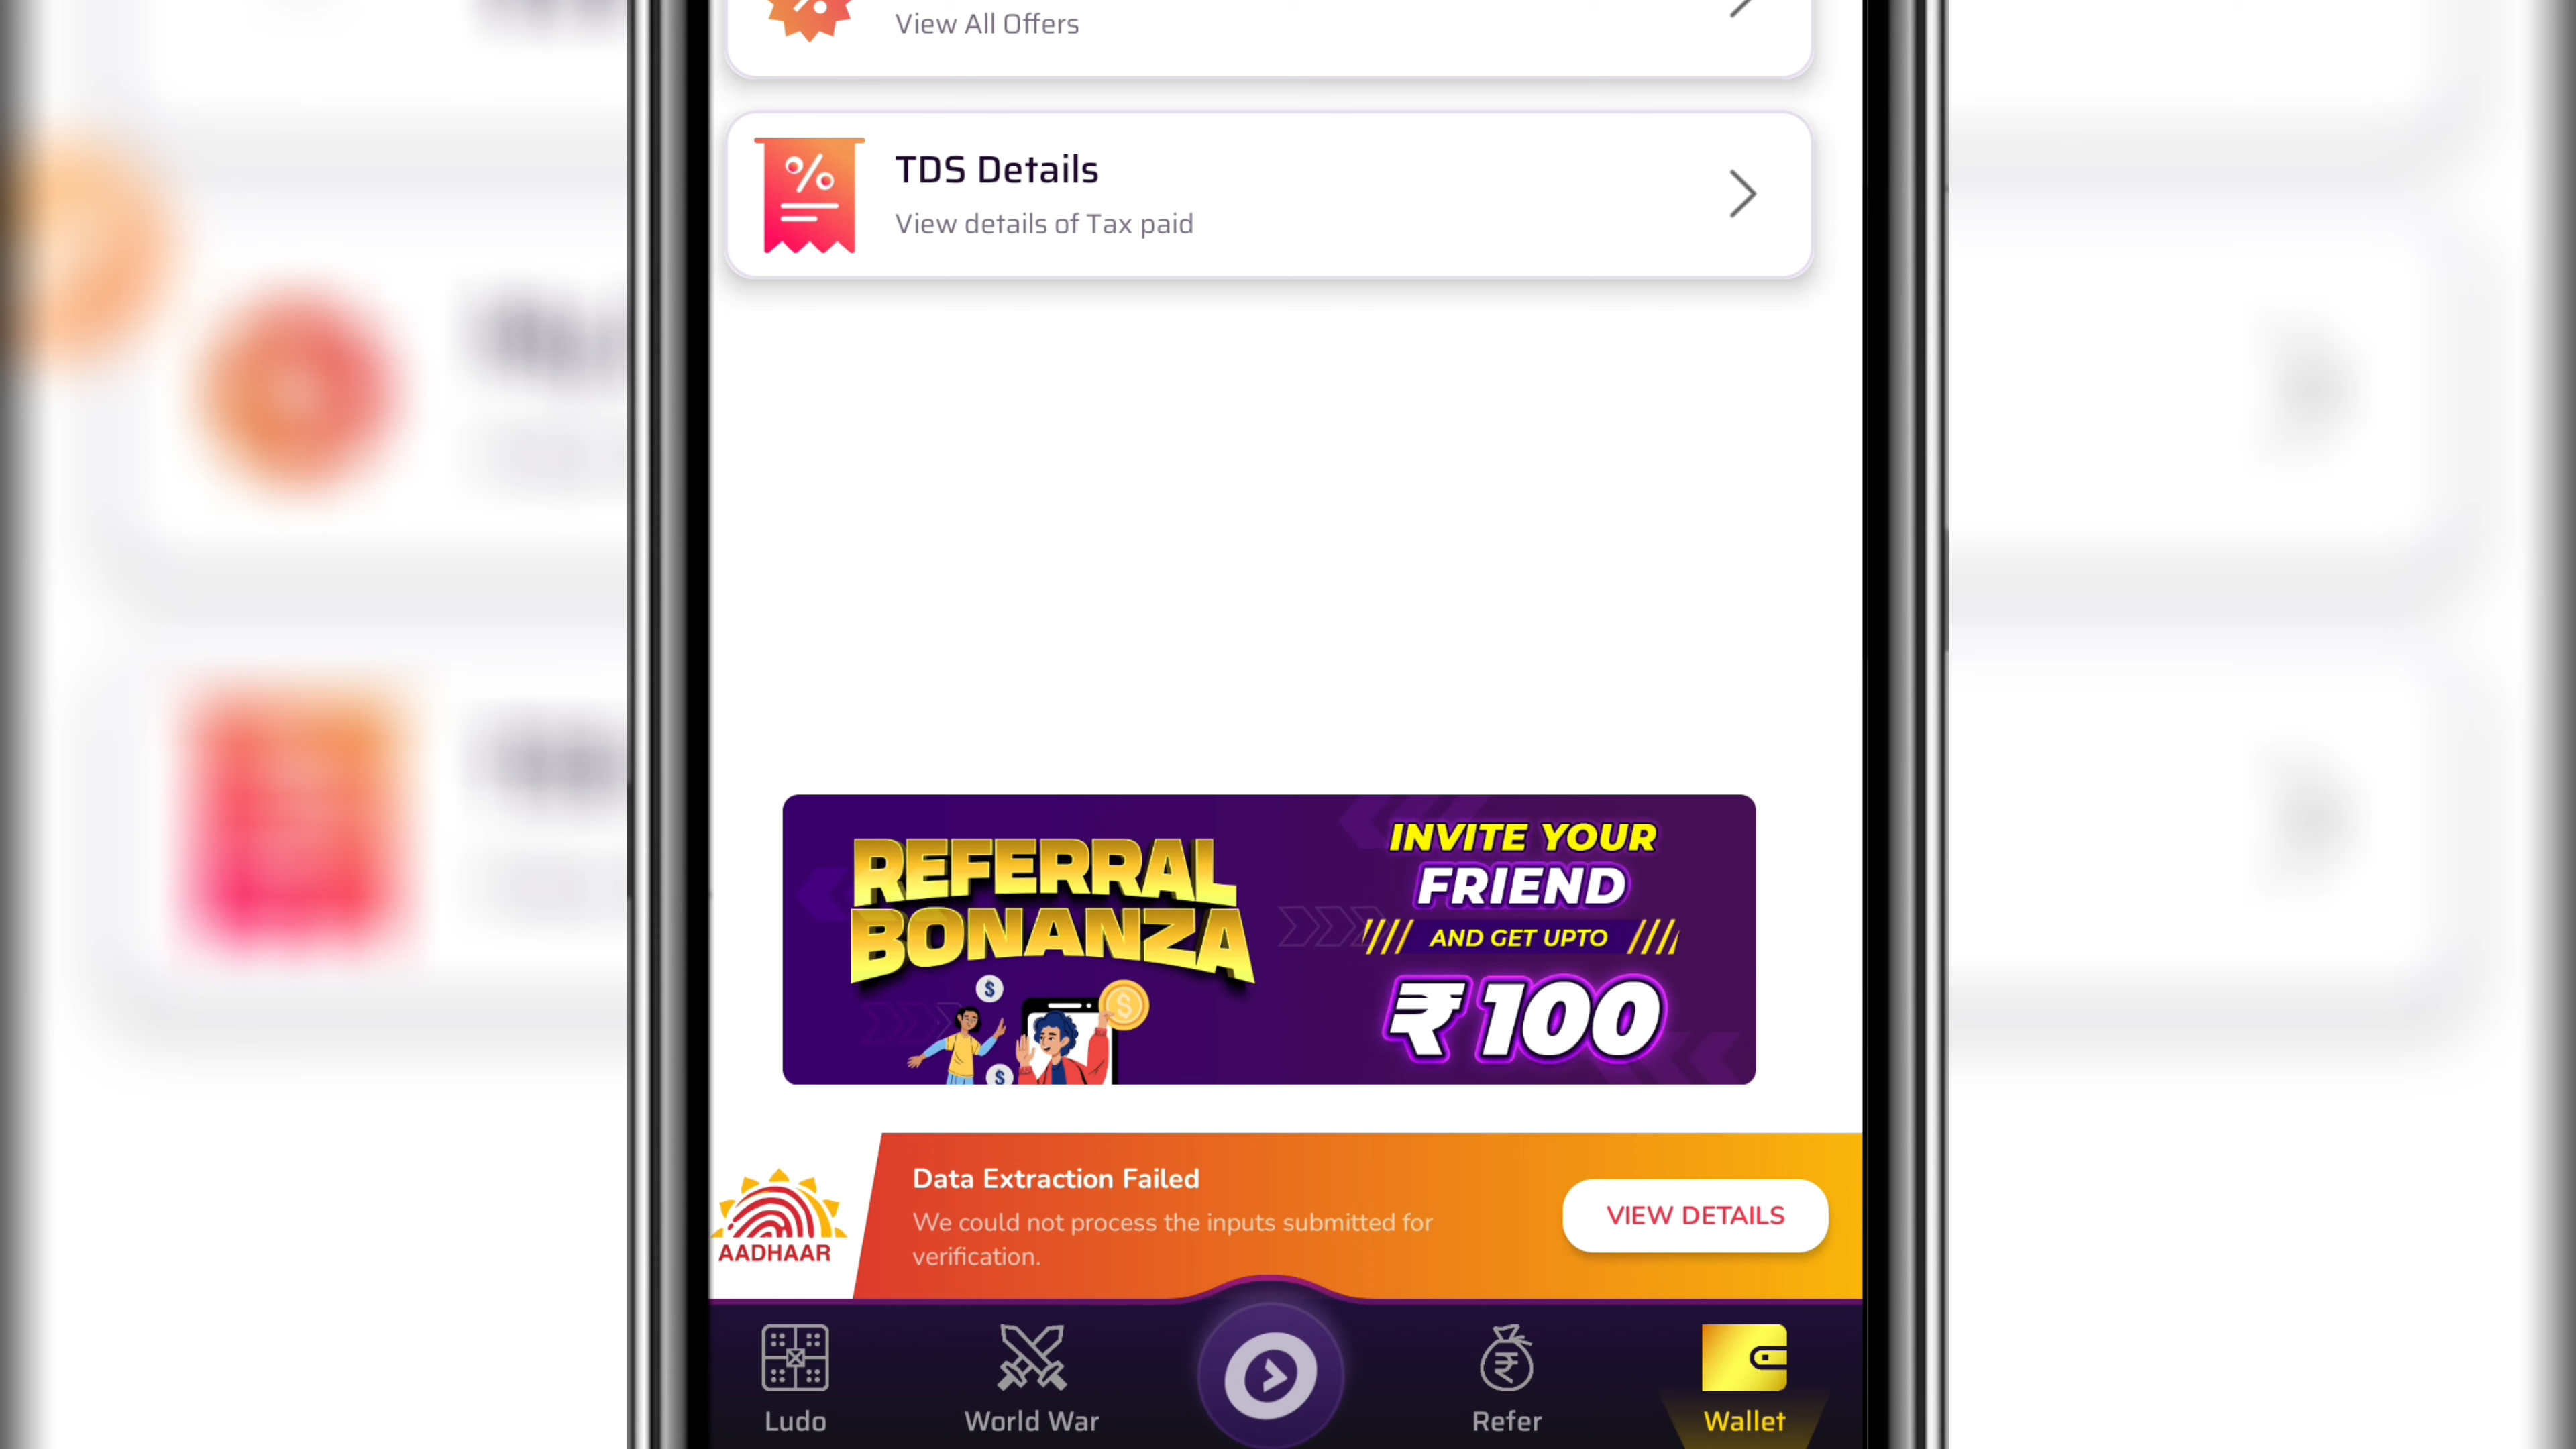 View All Offers
TDS Details
View details of Tax paid
REFERRAL
BONANZA
INVITE YOUR
FRIEND
AND GET UPTO
₹100
Data Extraction Failed
We could not process the inputs submitted for
verification.
VIEW DETAILS
AADHAAR
Ludo
World War
Refer
Wallet